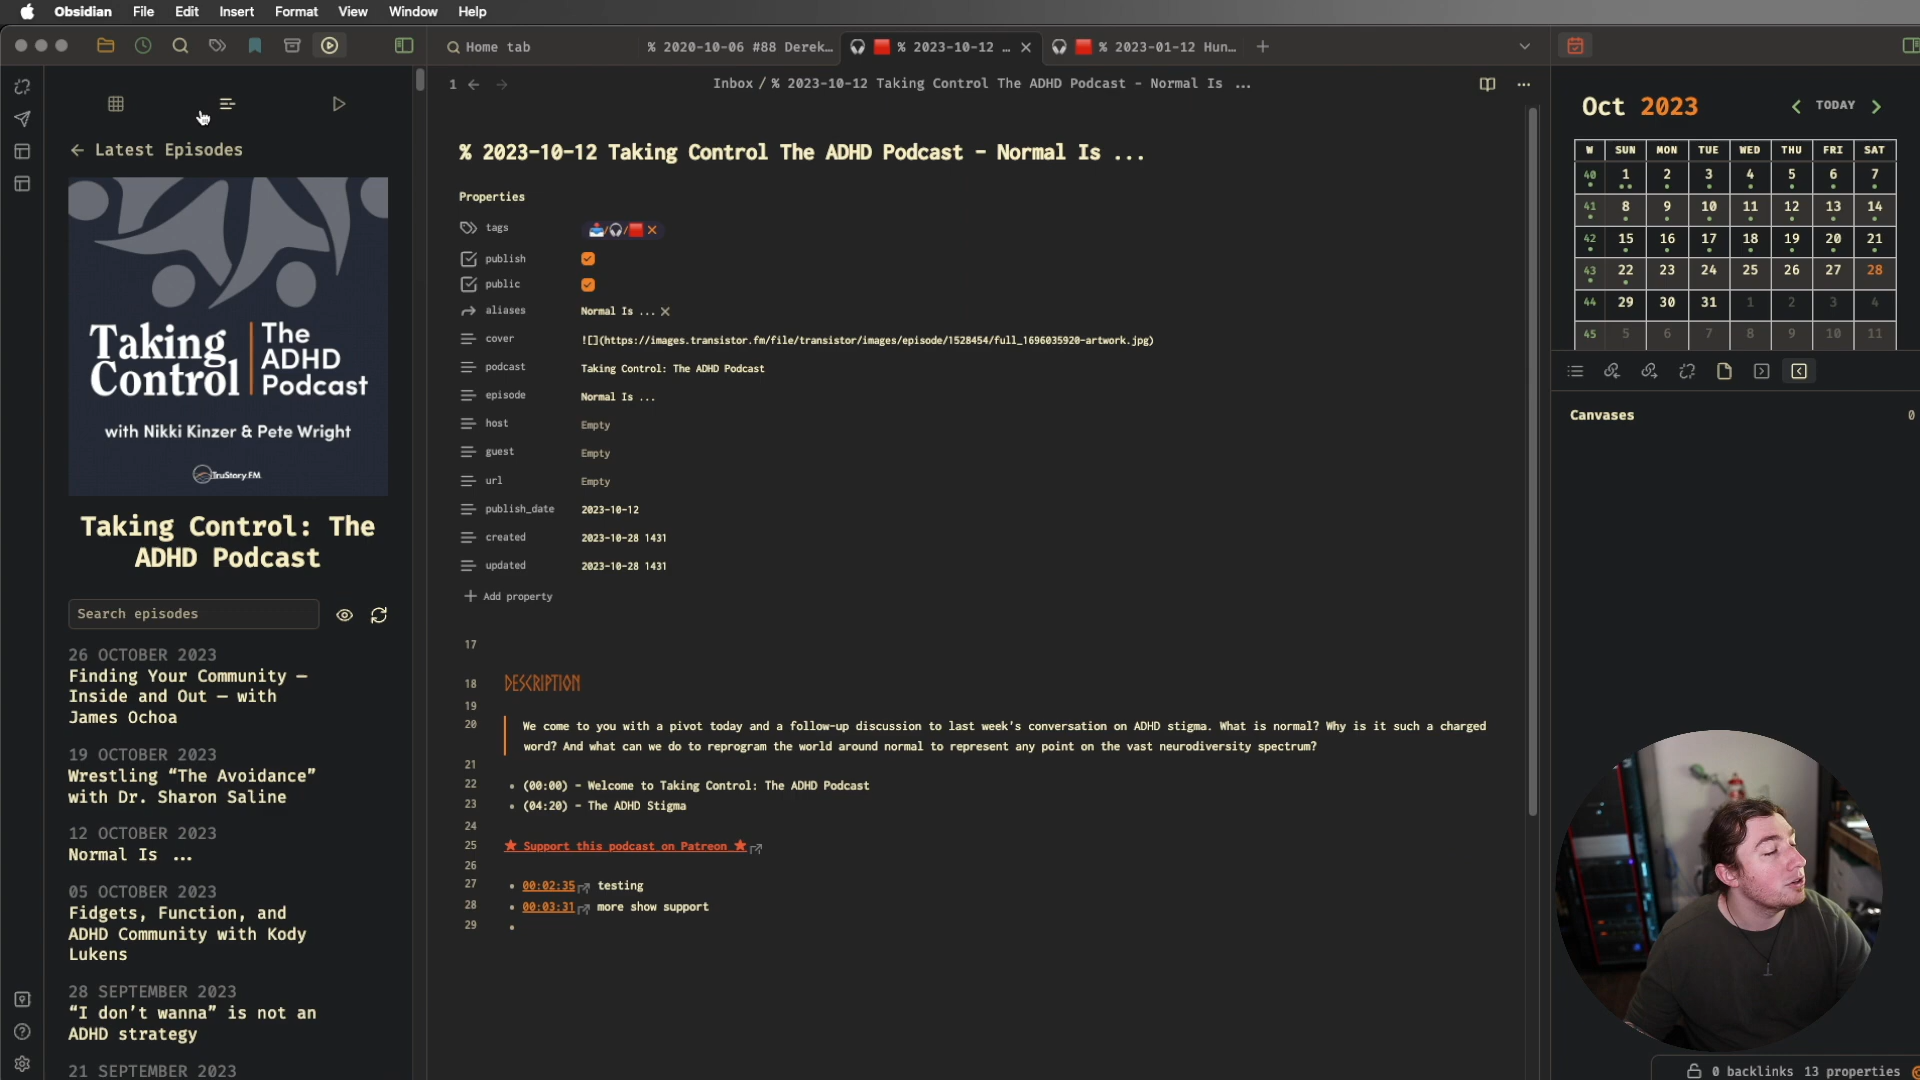 Obsidian File Edit Insert Format View Window Help
Home tab
% 2020-10-06 #88 Derek…
% 2023-10-12 …
% 2023-01-12 Hun…
1
Inbox / % 2023-10-12 Taking Control The ADHD Podcast - Normal Is ...
Latest Episodes
Taking Control
The ADHD Podcast
with Nikki Kinzer & Pete Wright
TruStory FM
Taking Control: The
ADHD Podcast
Search episodes
26 OCTOBER 2023
Finding Your Community —
Inside and Out — with
James Ochoa
19 OCTOBER 2023
Wrestling “The Avoidance”
with Dr. Sharon Saline
12 OCTOBER 2023
Normal Is ...
05 OCTOBER 2023
Fidgets, Function, and
ADHD Community with Kody
Lukens
28 SEPTEMBER 2023
“I don’t wanna” is not an
ADHD strategy
21 SEPTEMBER 2023
% 2023-10-12 Taking Control The ADHD Podcast - Normal Is ...
Properties
tags
publish
public
aliases Normal Is ...
cover ![](https://images.transistor.fm/file/transistor/images/episode/1528454/full_1696035920-artwork.jpg)
podcast Taking Control: The ADHD Podcast
episode Normal Is ...
host Empty
guest Empty
url Empty
publish_date 2023-10-12
created 2023-10-28 1431
updated 2023-10-28 1431
Add property
17
18 DESCRIPTION
19
20 We come to you with a pivot today and a follow-up discussion to last week's conversation on ADHD stigma. What is normal? Why is it such a charged
word? And what can we do to reprogram the world around normal to represent any point on the vast neurodiversity spectrum?
21
22 • (00:00) - Welcome to Taking Control: The ADHD Podcast
23 • (04:20) - The ADHD Stigma
24
25 ★ Support this podcast on Patreon ★
26
27 • 00:02:35 testing
28 • 00:03:31 more show support
29 •
Oct 2023
TODAY
W SUN MON TUE WED THU FRI SAT
40 1 2 3 4 5 6 7
41 8 9 10 11 12 13 14
42 15 16 17 18 19 20 21
43 22 23 24 25 26 27 28
44 29 30 31 1 2 3 4
45 5 6 7 8 9 10 11
Canvases 0
0 backlinks 13 properties